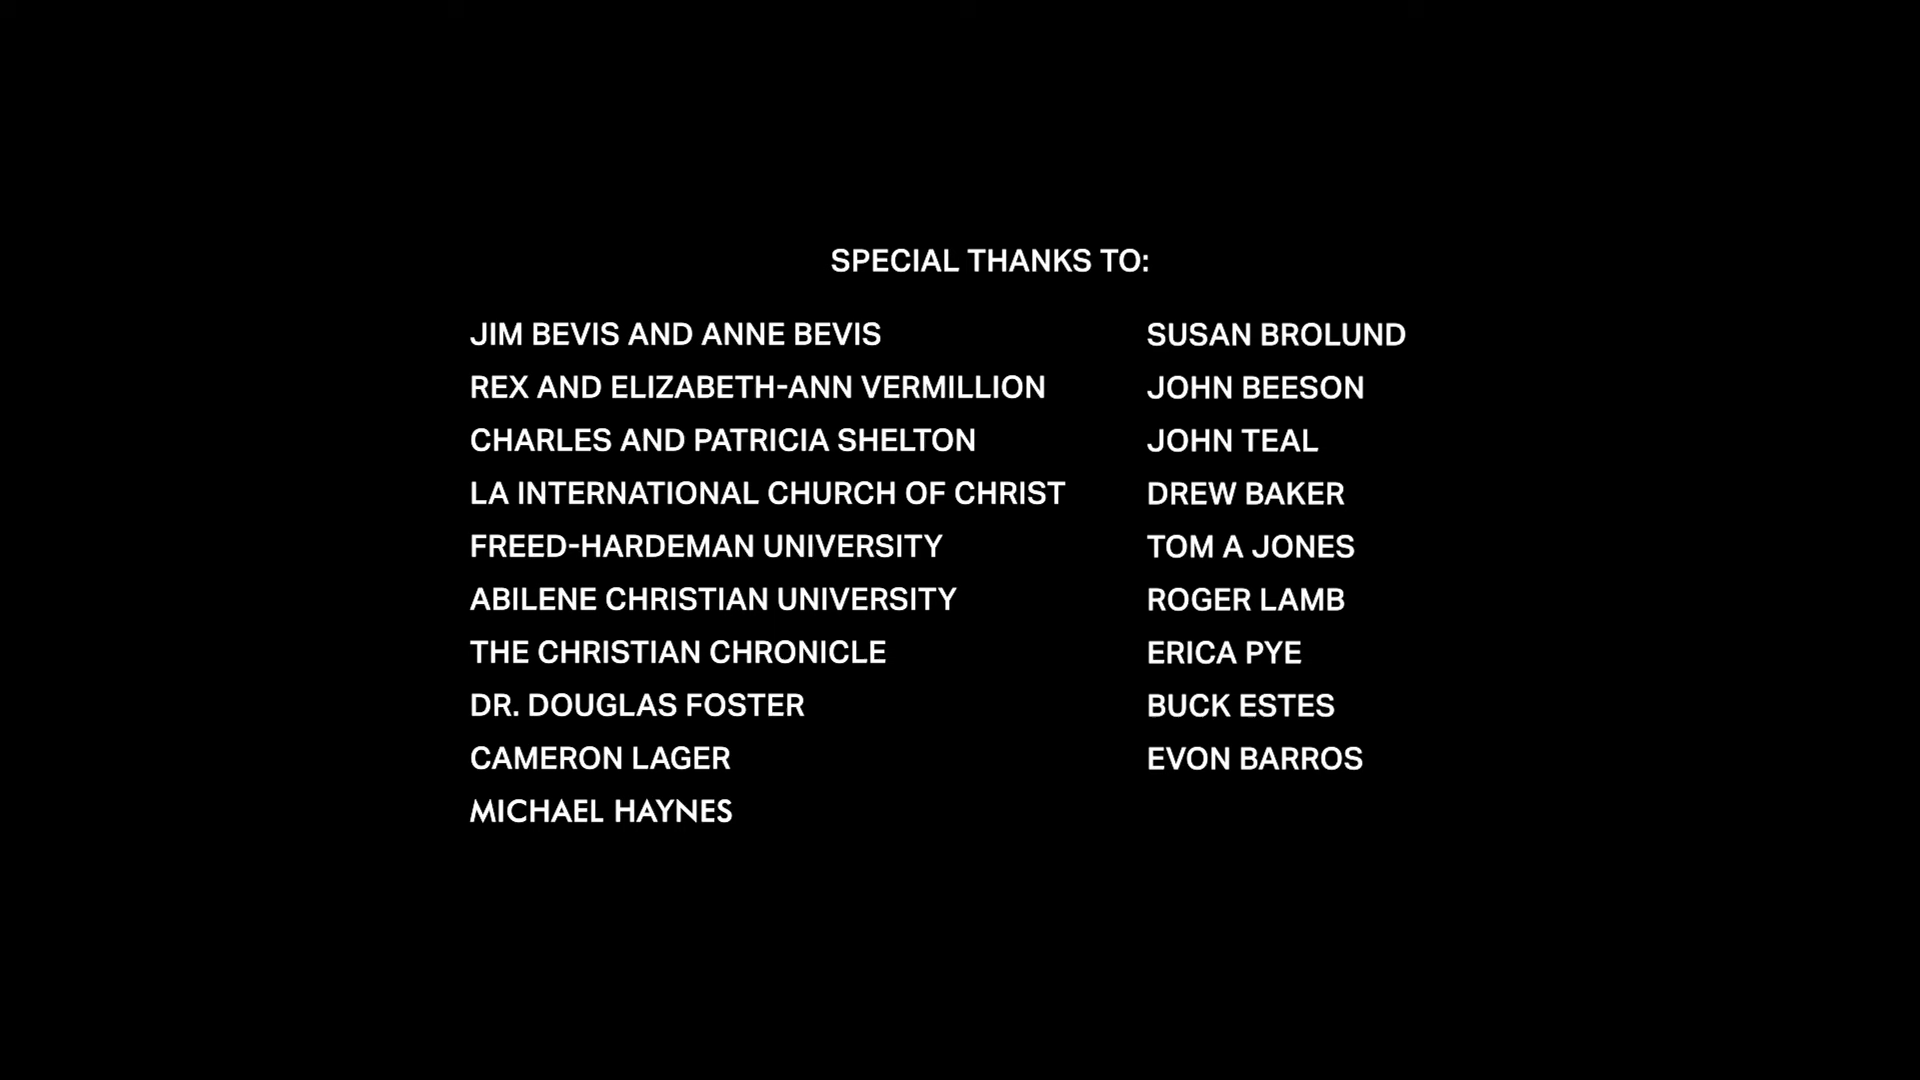 SPECIAL THANKS TO:
JIM BEVIS AND ANNE BEVIS
REX AND ELIZABETH-ANN VERMILLION
CHARLES AND PATRICIA SHELTON
LA INTERNATIONAL CHURCH OF CHRIST
FREED-HARDEMAN UNIVERSITY
ABILENE CHRISTIAN UNIVERSITY
THE CHRISTIAN CHRONICLE
DR. DOUGLAS FOSTER
CAMERON LAGER
MICHAEL HAYNES
SUSAN BROLUND
JOHN BEESON
JOHN TEAL
DREW BAKER
TOM A JONES
ROGER LAMB
ERICA PYE
BUCK ESTES
EVON BARROS